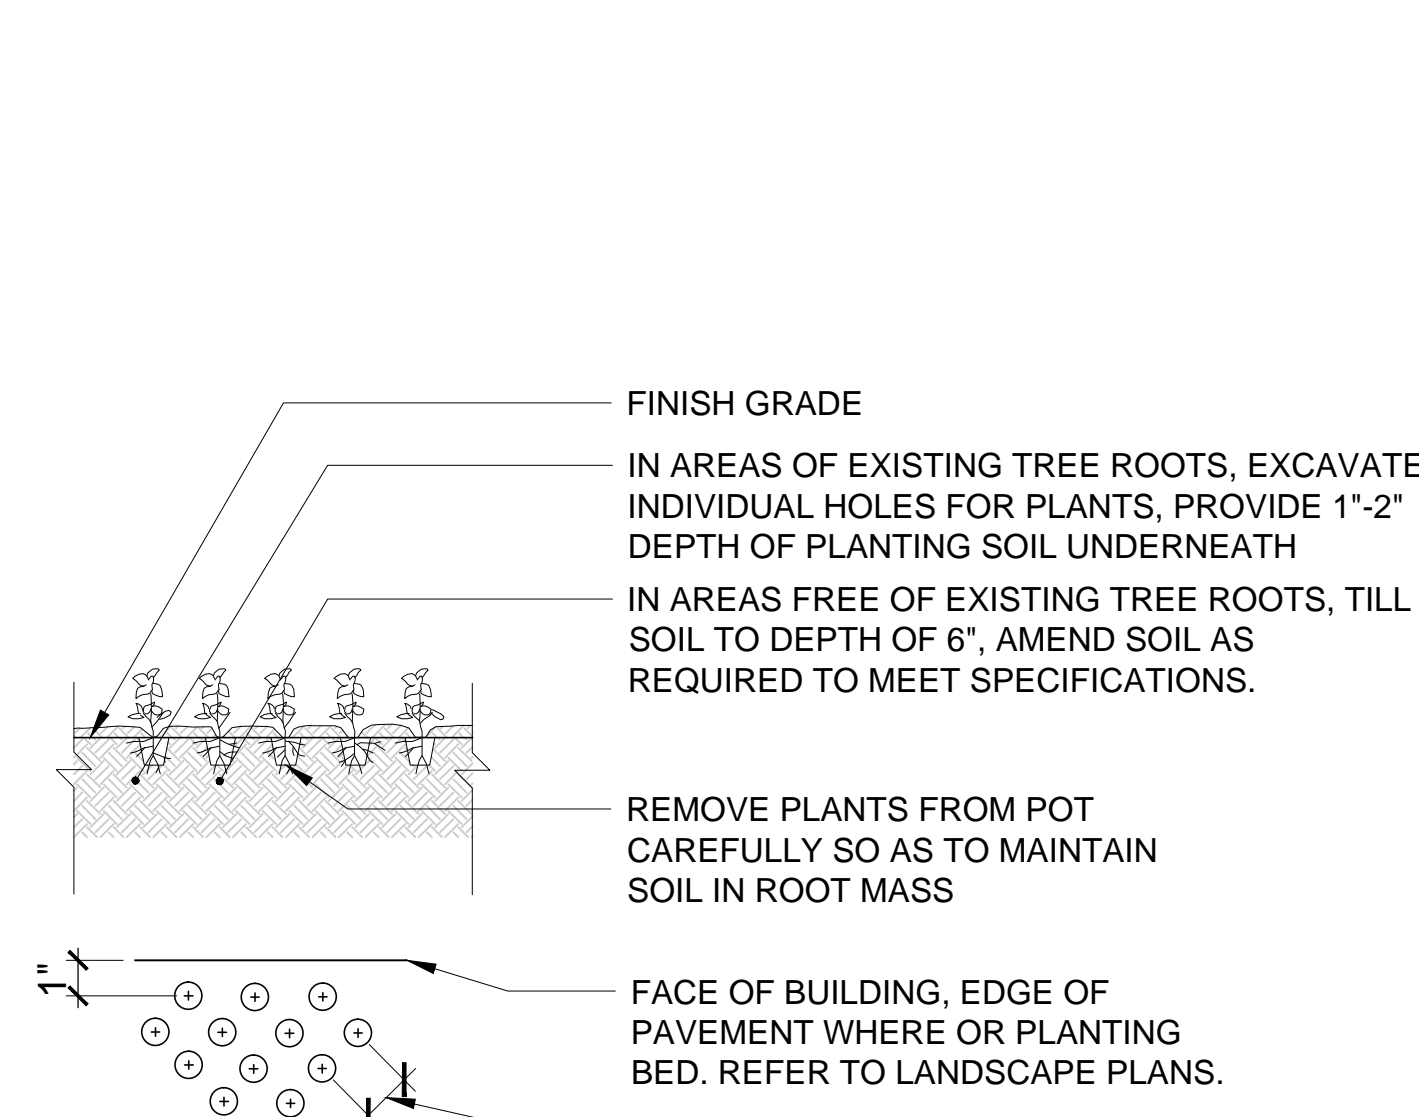 FINISH GRADE
IN AREAS OF EXISTING TREE ROOTS, EXCAVATE
INDIVIDUAL HOLES FOR PLANTS, PROVIDE 1"-2"
DEPTH OF PLANTING SOIL UNDERNEATH
IN AREAS FREE OF EXISTING TREE ROOTS, TILL
SOIL TO DEPTH OF 6", AMEND SOIL AS
REQUIRED TO MEET SPECIFICATIONS.
REMOVE PLANTS FROM POT
CAREFULLY SO AS TO MAINTAIN
SOIL IN ROOT MASS
1"
FACE OF BUILDING, EDGE OF
PAVEMENT WHERE OR PLANTING
BED. REFER TO LANDSCAPE PLANS.